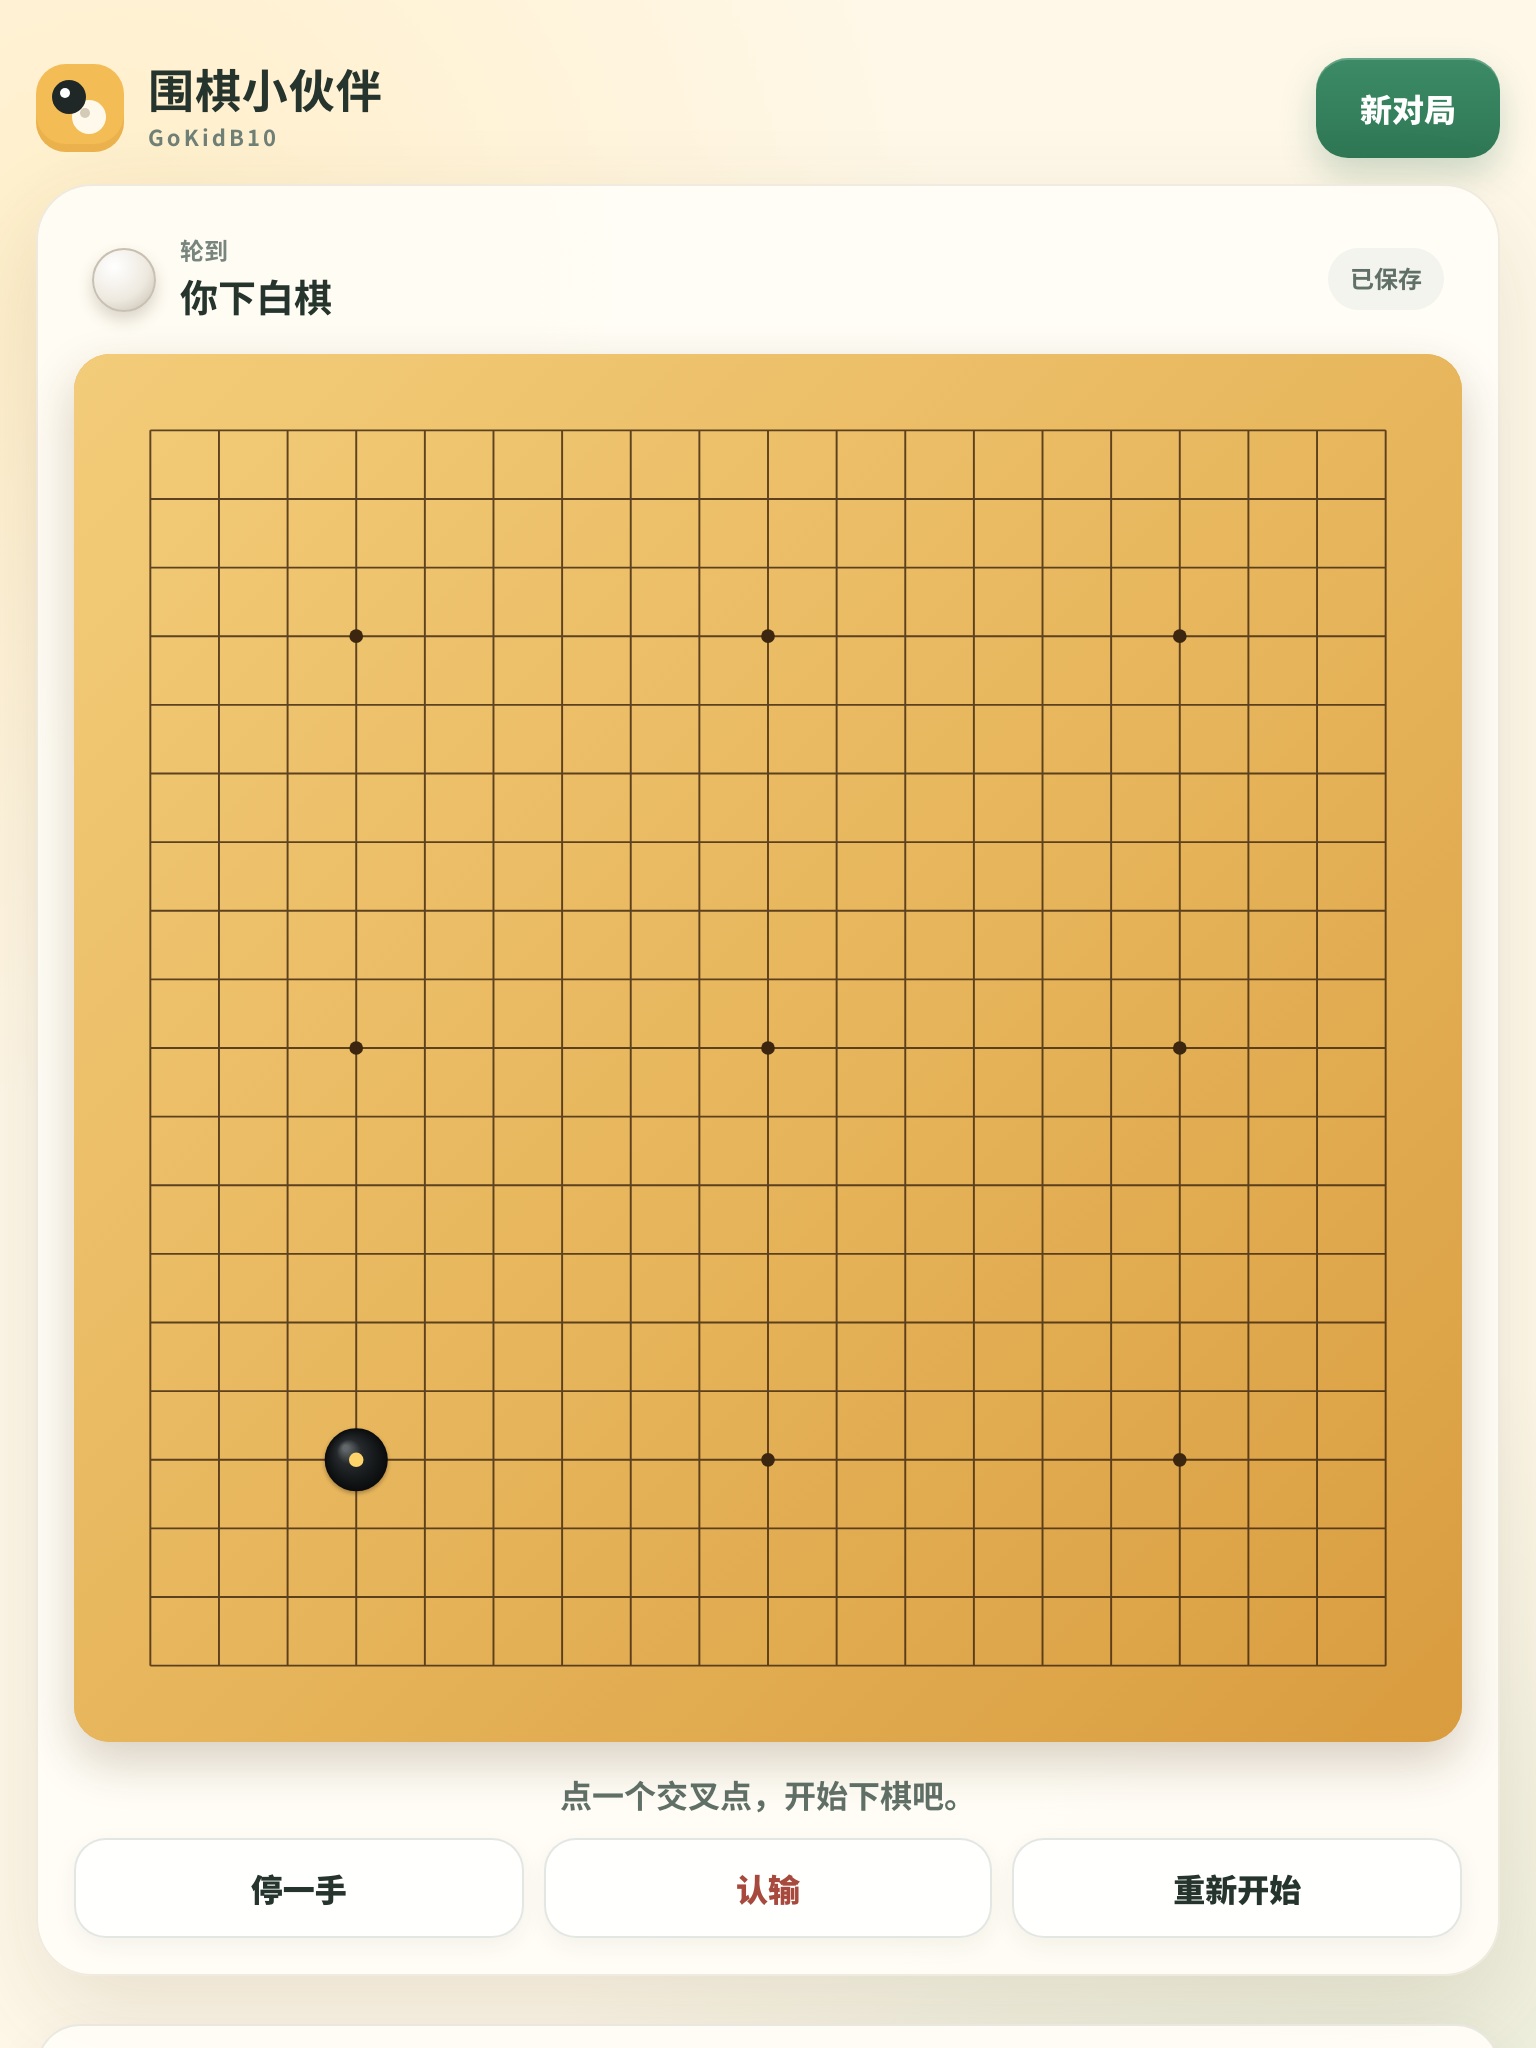 围棋小伙伴
GoKidB10
新对局
轮到
你下白棋
已保存
点一个交叉点，开始下棋吧。
停一手
认输
重新开始